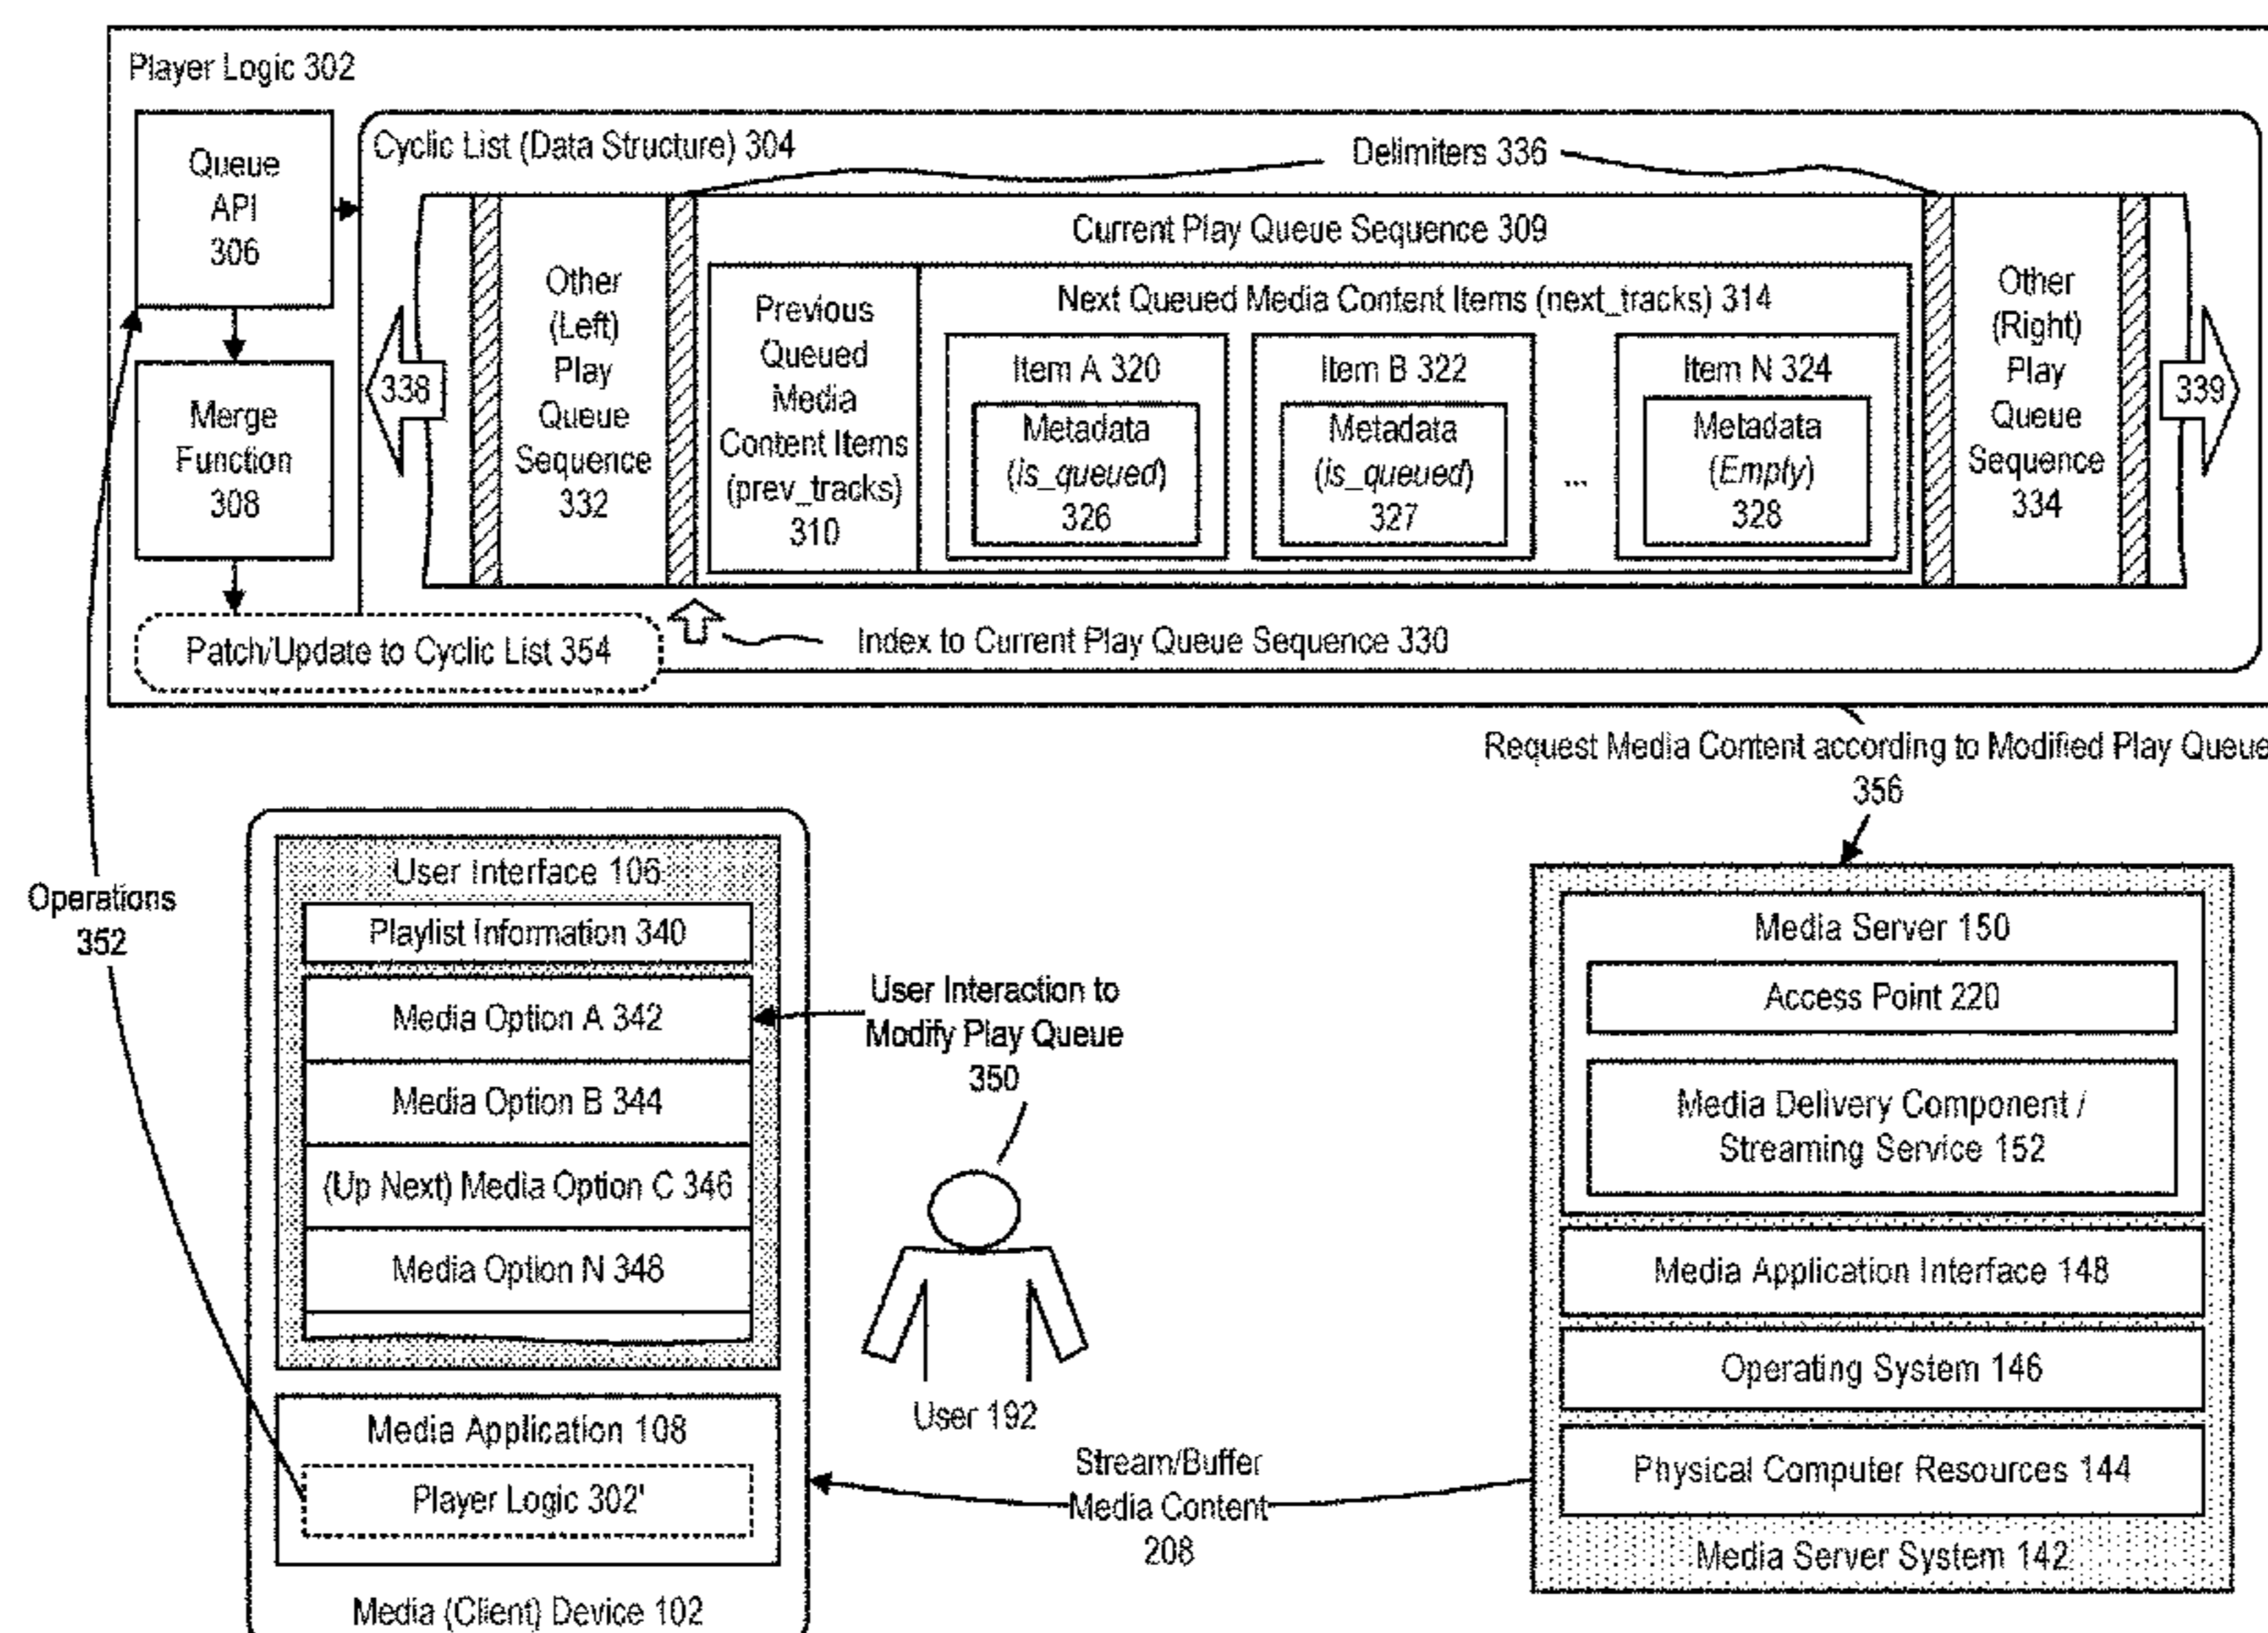 Player Logic 302
Queue
API
306
Merge
Function
308
Patch/Update to Cyclic List 354
Cyclic List (Data Structure) 304
Delimiters 336
338
Other
(Left)
Play
Queue
Sequence
332
Current Play Queue Sequence 309
Previous
Queued
Media
Content Items
(prev_tracks)
310
Next Queued Media Content Items (next_tracks) 314
Item A 320
Metadata
(is_queued)
326
Item B 322
Metadata
(is_queued)
327
...
Item N 324
Metadata
(Empty)
328
Other
(Right)
Play
Queue
Sequence
334
339
Index to Current Play Queue Sequence 330
Request Media Content according to Modified Play Queue
356
Operations
352
User Interface 106
Playlist Information 340
Media Option A 342
Media Option B 344
(Up Next) Media Option C 346
Media Option N 348
Media Application 108
Player Logic 302'
Media (Client) Device 102
User Interaction to
Modify Play Queue
350
User 192
Stream/Buffer
Media Content
208
Media Server 150
Access Point 220
Media Delivery Component /
Streaming Service 152
Media Application Interface 148
Operating System 146
Physical Computer Resources 144
Media Server System 142